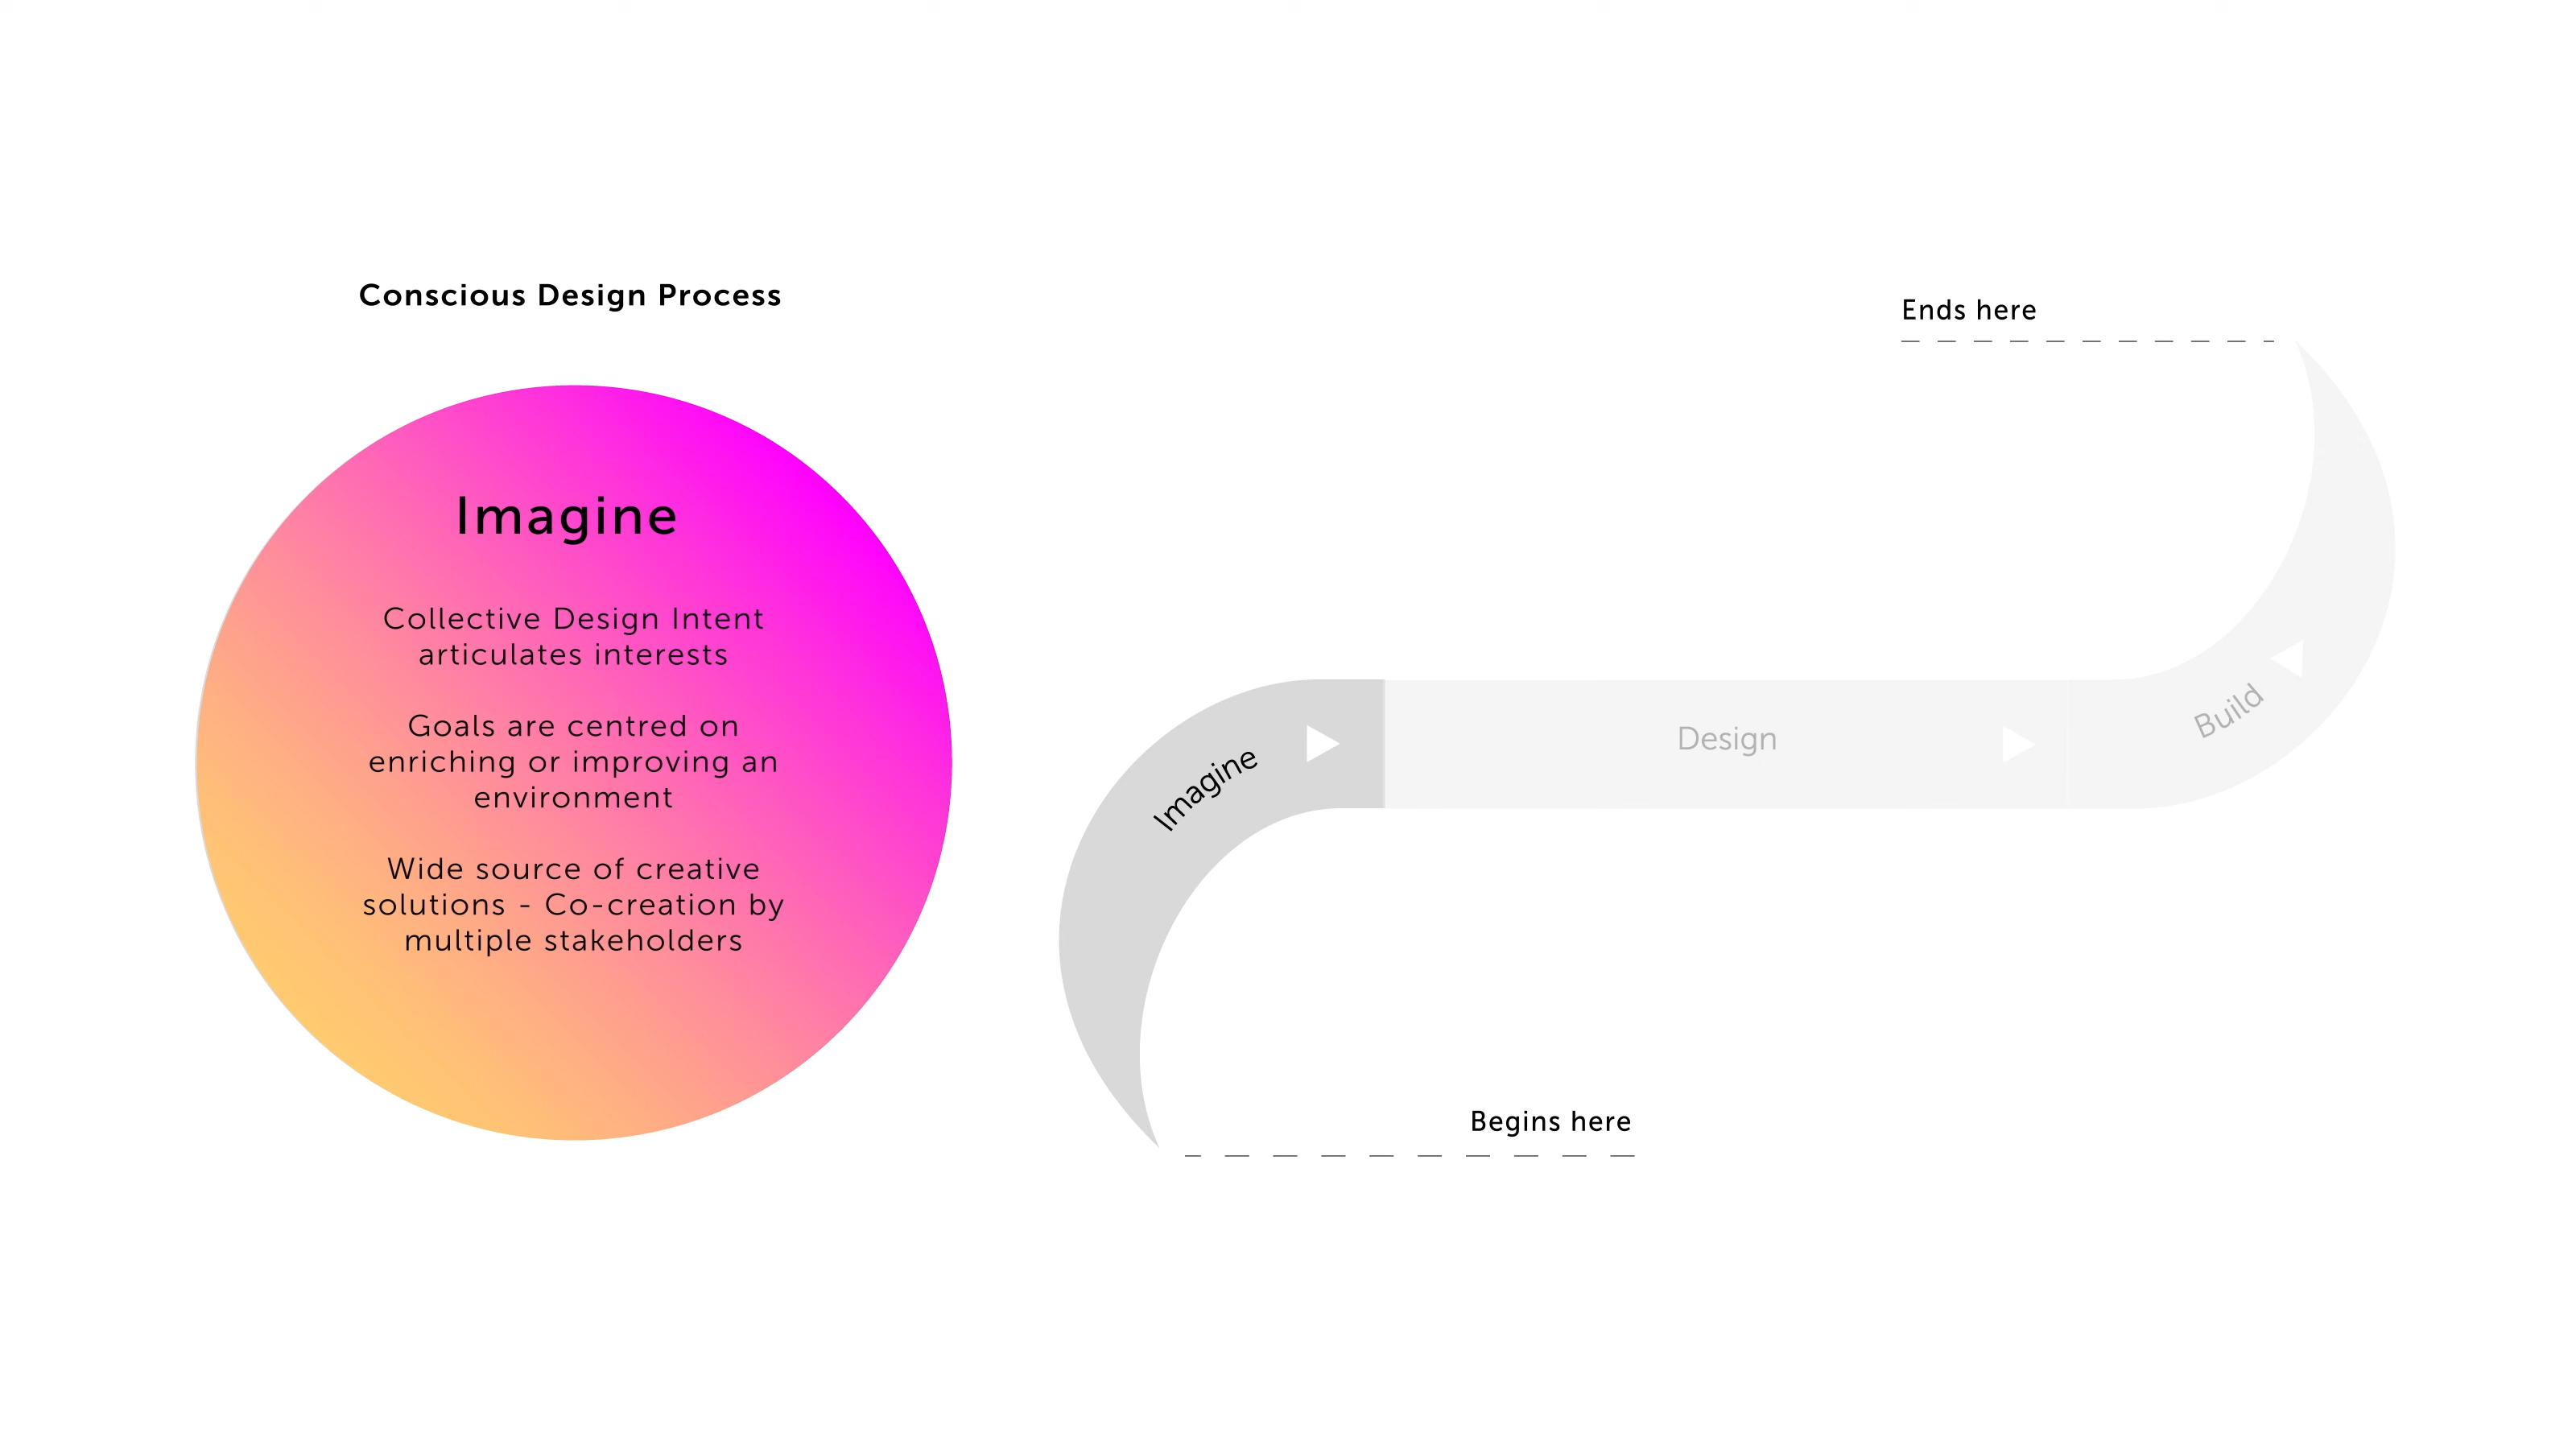 Conscious Design Process
Imagine
Collective Design Intent
articulates interests
Goals are centred on
enriching or improving an
environment
Wide source of creative
solutions - Co-creation by
multiple stakeholders
Ends here
Imagine
Design
Build
Begins here